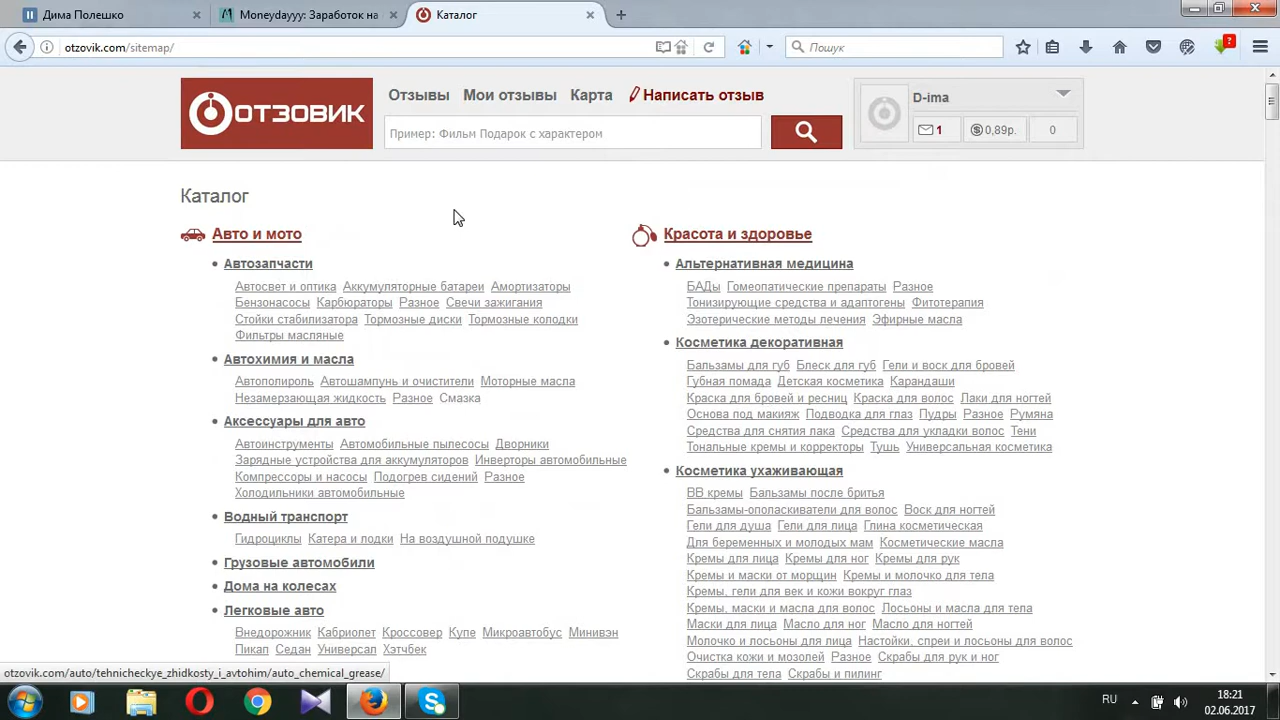 Дима Полешко
Moneydayyy: Заработок на
Каталог
otzovik.com/sitemap/
Пошук
?
ОТЗОВИК
Отзывы Мои отзывы Карта Написать отзыв
Пример: Фильм Подарок с характером
D-ima
1 0,89р. 0
Каталог
Авто и мото
Автозапчасти
Автосвет и оптика Аккумуляторные батареи Амортизаторы
Бензонасосы Карбюраторы Разное Свечи зажигания
Стойки стабилизатора Тормозные диски Тормозные колодки
Фильтры масляные
Автохимия и масла
Автополироль Автошампунь и очистители Моторные масла
Незамерзающая жидкость Разное Смазка
Аксессуары для авто
Автоинструменты Автомобильные пылесосы Дворники
Зарядные устройства для аккумуляторов Инверторы автомобильные
Компрессоры и насосы Подогрев сидений Разное
Холодильники автомобильные
Водный транспорт
Гидроциклы Катера и лодки На воздушной подушке
Грузовые автомобили
Дома на колесах
Легковые авто
Внедорожник Кабриолет Кроссовер Купе Микроавтобус Минивэн
Пикап Седан Универсал Хэтчбек
Красота и здоровье
Альтернативная медицина
БАДы Гомеопатические препараты Разное
Тонизирующие средства и адаптогены Фитотерапия
Эзотерические методы лечения Эфирные масла
Косметика декоративная
Бальзамы для губ Блеск для губ Гели и воск для бровей
Губная помада Детская косметика Карандаши
Краска для бровей и ресниц Краска для волос Лаки для ногтей
Основа под макияж Подводка для глаз Пудры Разное Румяна
Средства для снятия лака Средства для укладки волос Тени
Тональные кремы и корректоры Тушь Универсальная косметика
Косметика ухаживающая
BB кремы Бальзамы после бритья
Бальзамы-ополаскиватели для волос Воск для ногтей
Гели для душа Гели для лица Глина косметическая
Для беременных и молодых мам Косметические масла
Кремы для лица Кремы для ног Кремы для рук
Кремы и маски от морщин Кремы и молочко для тела
Кремы, гели для век и кожи вокруг глаз
Кремы, маски и масла для волос Лосьоны и масла для тела
Маски для лица Масло для ног Масло для ногтей
Молочко и лосьоны для лица Настойки, спреи и лосьоны для волос
Очистка кожи и мозолей Разное Скрабы для рук и ног
Скрабы для тела Скрабы и пилинг
otzovik.com/auto/tehnicheckye_zhidkosty_i_avtohim/auto_chemical_grease/
RU
18:21
02.06.2017